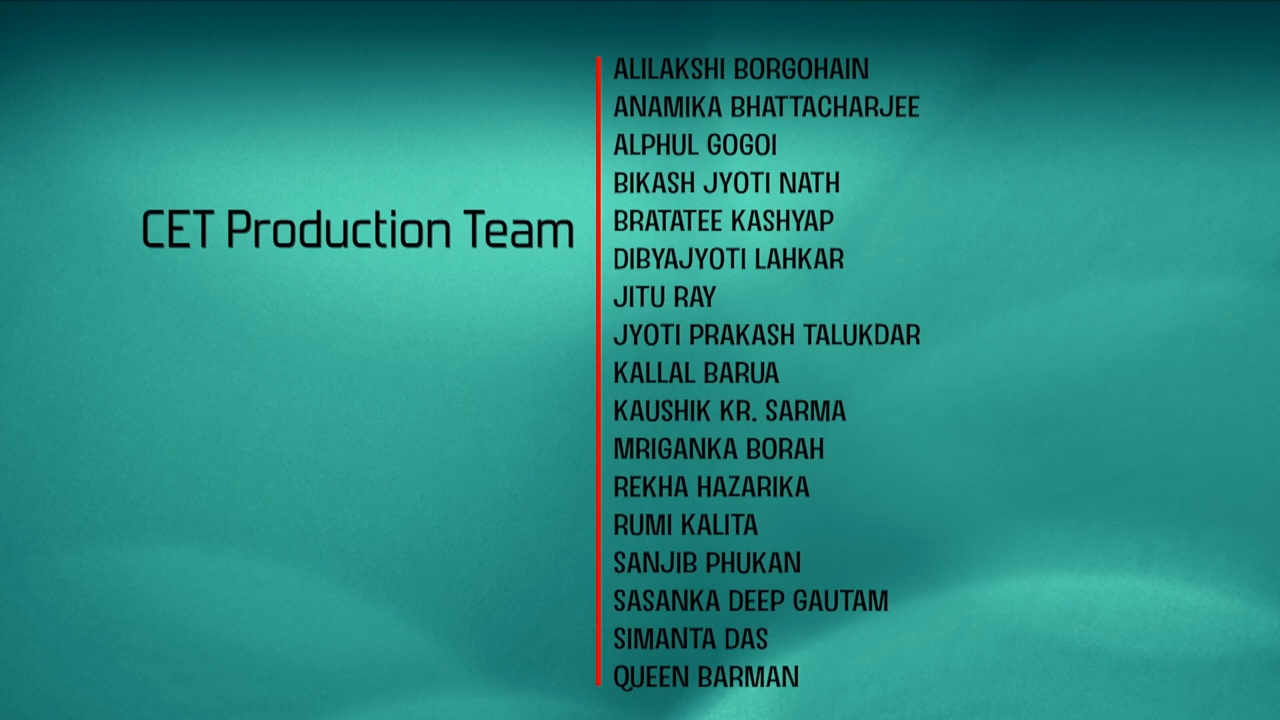 CET Production Team
ALILAKSHI BORGOHAIN
ANAMIKA BHATTACHARJEE
ALPHUL GOGOI
BIKASH JYOTI NATH
BRATATEE KASHYAP
DIBYAJYOTI LAHKAR
JITU RAY
JYOTI PRAKASH TALUKDAR
KALLAL BARUA
KAUSHIK KR. SARMA
MRIGANKA BORAH
REKHA HAZARIKA
RUMI KALITA
SANJIB PHUKAN
SASANKA DEEP GAUTAM
SIMANTA DAS
QUEEN BARMAN